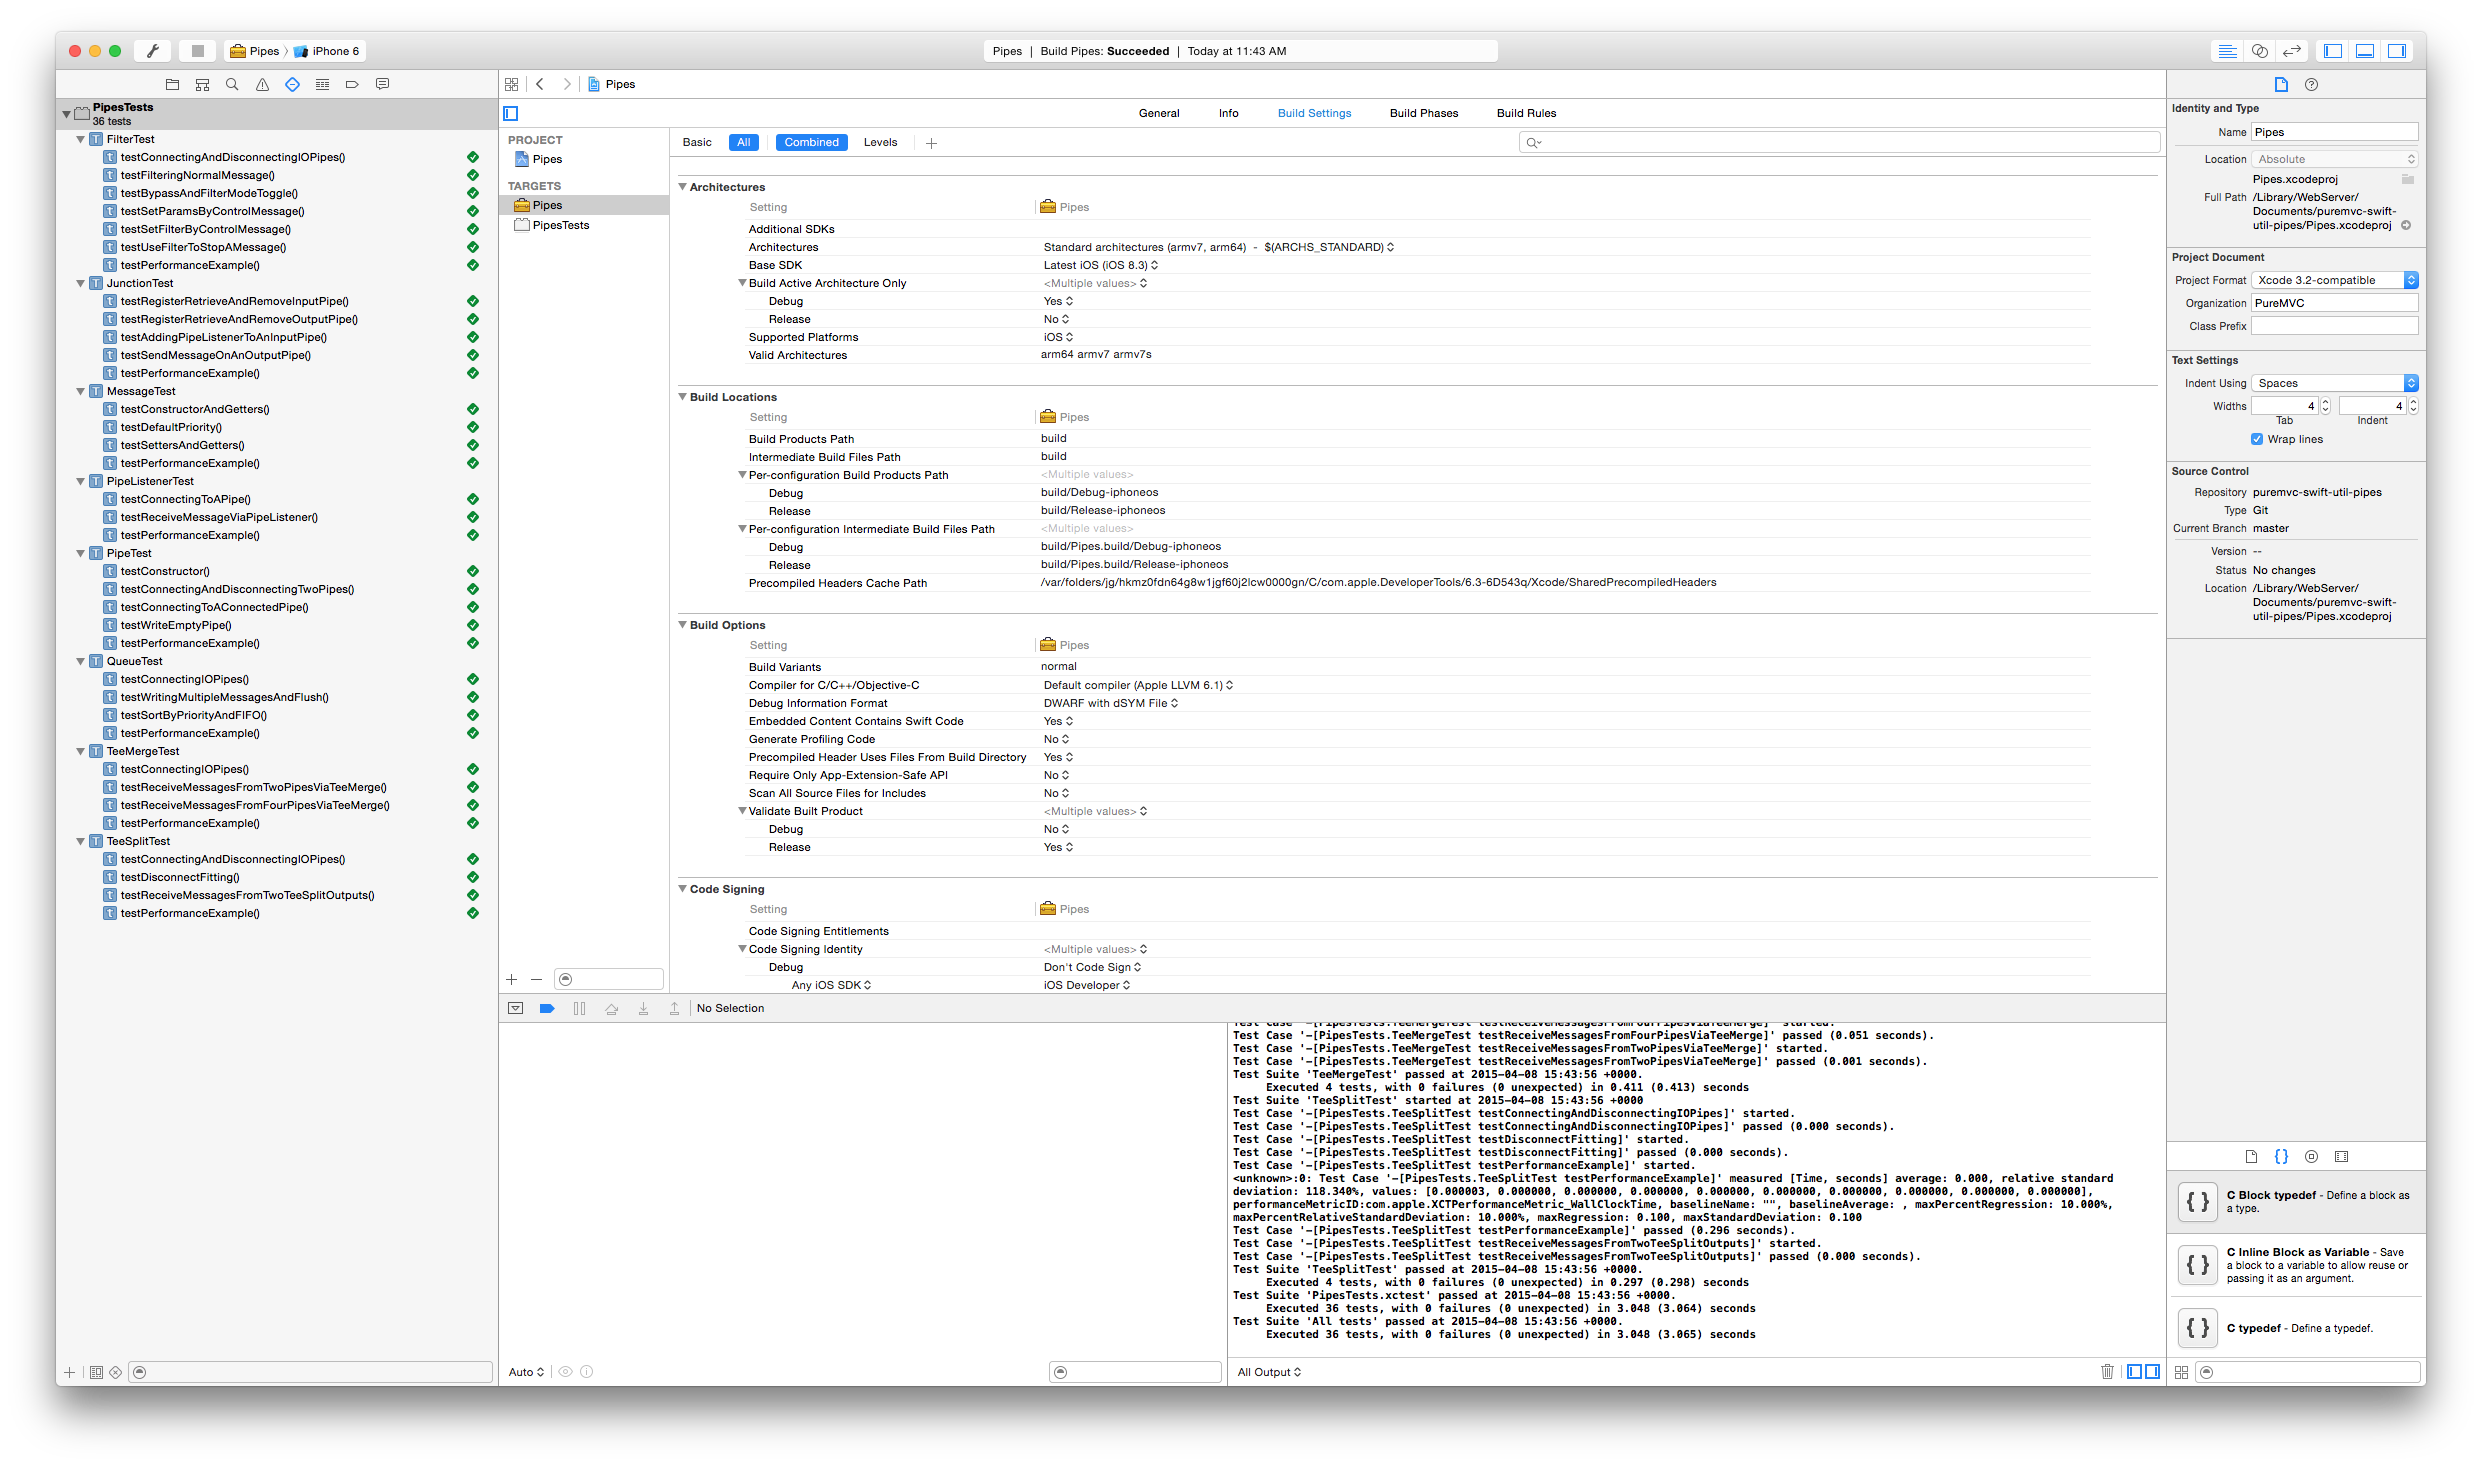 Pipes iPhone 6
Pipes | Build Pipes: Succeeded | Today at 11:43 AM
PipesTests
36 tests
FilterTest
testConnectingAndDisconnectingIOPipes()
testFilteringNormalMessage()
testBypassAndFilterModeToggle()
testSetParamsByControlMessage()
testSetFilterByControlMessage()
testUseFilterToStopAMessage()
testPerformanceExample()
JunctionTest
testRegisterRetrieveAndRemoveInputPipe()
testRegisterRetrieveAndRemoveOutputPipe()
testAddingPipeListenerToAnInputPipe()
testSendMessageOnAnOutputPipe()
testPerformanceExample()
MessageTest
testConstructorAndGetters()
testDefaultPriority()
testSettersAndGetters()
testPerformanceExample()
PipeListenerTest
testConnectingToAPipe()
testReceiveMessageViaPipeListener()
testPerformanceExample()
PipeTest
testConstructor()
testConnectingAndDisconnectingTwoPipes()
testConnectingToAConnectedPipe()
testWriteEmptyPipe()
testPerformanceExample()
QueueTest
testConnectingIOPipes()
testWritingMultipleMessagesAndFlush()
testSortByPriorityAndFIFO()
testPerformanceExample()
TeeMergeTest
testConnectingIOPipes()
testReceiveMessagesFromTwoPipesViaTeeMerge()
testReceiveMessagesFromFourPipesViaTeeMerge()
testPerformanceExample()
TeeSplitTest
testConnectingAndDisconnectingIOPipes()
testDisconnectFitting()
testReceiveMessagesFromTwoTeeSplitOutputs()
testPerformanceExample()
Pipes
General Info Build Settings Build Phases Build Rules
PROJECT
Pipes
TARGETS
Pipes
PipesTests
Basic All Combined Levels
Architectures
Setting Pipes
Additional SDKs
Architectures Standard architectures (armv7, arm64) - $(ARCHS_STANDARD)
Base SDK Latest iOS (iOS 8.3)
Build Active Architecture Only <Multiple values>
Debug Yes
Release No
Supported Platforms iOS
Valid Architectures arm64 armv7 armv7s
Build Locations
Setting Pipes
Build Products Path build
Intermediate Build Files Path build
Per-configuration Build Products Path <Multiple values>
Debug build/Debug-iphoneos
Release build/Release-iphoneos
Per-configuration Intermediate Build Files Path <Multiple values>
Debug build/Pipes.build/Debug-iphoneos
Release build/Pipes.build/Release-iphoneos
Precompiled Headers Cache Path /var/folders/jg/hkmz0fdn64g8w1jgf60j2lcw0000gn/C/com.apple.DeveloperTools/6.3-6D543q/Xcode/SharedPrecompiledHeaders
Build Options
Setting Pipes
Build Variants normal
Compiler for C/C++/Objective-C Default compiler (Apple LLVM 6.1)
Debug Information Format DWARF with dSYM File
Embedded Content Contains Swift Code Yes
Generate Profiling Code No
Precompiled Header Uses Files From Build Directory Yes
Require Only App-Extension-Safe API No
Scan All Source Files for Includes No
Validate Built Product <Multiple values>
Debug No
Release Yes
Code Signing
Setting Pipes
Code Signing Entitlements
Code Signing Identity <Multiple values>
Debug Don't Code Sign
Any iOS SDK iOS Developer
No Selection
Test Case '-[PipesTests.TeeMergeTest testReceiveMessagesFromFourPipesViaTeeMerge]' started.
Test Case '-[PipesTests.TeeMergeTest testReceiveMessagesFromFourPipesViaTeeMerge]' passed (0.051 seconds).
Test Case '-[PipesTests.TeeMergeTest testReceiveMessagesFromTwoPipesViaTeeMerge]' started.
Test Case '-[PipesTests.TeeMergeTest testReceiveMessagesFromTwoPipesViaTeeMerge]' passed (0.001 seconds).
Test Suite 'TeeMergeTest' passed at 2015-04-08 15:43:56 +0000.
Executed 4 tests, with 0 failures (0 unexpected) in 0.411 (0.413) seconds
Test Suite 'TeeSplitTest' started at 2015-04-08 15:43:56 +0000
Test Case '-[PipesTests.TeeSplitTest testConnectingAndDisconnectingIOPipes]' started.
Test Case '-[PipesTests.TeeSplitTest testConnectingAndDisconnectingIOPipes]' passed (0.000 seconds).
Test Case '-[PipesTests.TeeSplitTest testDisconnectFitting]' started.
Test Case '-[PipesTests.TeeSplitTest testDisconnectFitting]' passed (0.000 seconds).
Test Case '-[PipesTests.TeeSplitTest testPerformanceExample]' started.
<unknown>:0: Test Case '-[PipesTests.TeeSplitTest testPerformanceExample]' measured [Time, seconds] average: 0.000, relative standard
deviation: 118.340%, values: [0.000003, 0.000000, 0.000000, 0.000000, 0.000000, 0.000000, 0.000000, 0.000000, 0.000000, 0.000000],
performanceMetricID:com.apple.XCTPerformanceMetric_WallClockTime, baselineName: "", baselineAverage: , maxPercentRegression: 10.000%,
maxPercentRelativeStandardDeviation: 10.000%, maxRegression: 0.100, maxStandardDeviation: 0.100
Test Case '-[PipesTests.TeeSplitTest testPerformanceExample]' passed (0.296 seconds).
Test Case '-[PipesTests.TeeSplitTest testReceiveMessagesFromTwoTeeSplitOutputs]' started.
Test Case '-[PipesTests.TeeSplitTest testReceiveMessagesFromTwoTeeSplitOutputs]' passed (0.000 seconds).
Test Suite 'TeeSplitTest' passed at 2015-04-08 15:43:56 +0000.
Executed 4 tests, with 0 failures (0 unexpected) in 0.297 (0.298) seconds
Test Suite 'PipesTests.xctest' passed at 2015-04-08 15:43:56 +0000.
Executed 36 tests, with 0 failures (0 unexpected) in 3.048 (3.064) seconds
Test Suite 'All tests' passed at 2015-04-08 15:43:56 +0000.
Executed 36 tests, with 0 failures (0 unexpected) in 3.048 (3.065) seconds
Auto
All Output
Identity and Type
Name Pipes
Location Absolute
Pipes.xcodeproj
Full Path /Library/WebServer/
Documents/puremvc-swift-
util-pipes/Pipes.xcodeproj
Project Document
Project Format Xcode 3.2-compatible
Organization PureMVC
Class Prefix
Text Settings
Indent Using Spaces
Widths 4 4
Tab Indent
Wrap lines
Source Control
Repository puremvc-swift-util-pipes
Type Git
Current Branch master
Version --
Status No changes
Location /Library/WebServer/
Documents/puremvc-swift-
util-pipes/Pipes.xcodeproj
C Block typedef - Define a block as
a type.
C Inline Block as Variable - Save
a block to a variable to allow reuse or
passing it as an argument.
C typedef - Define a typedef.